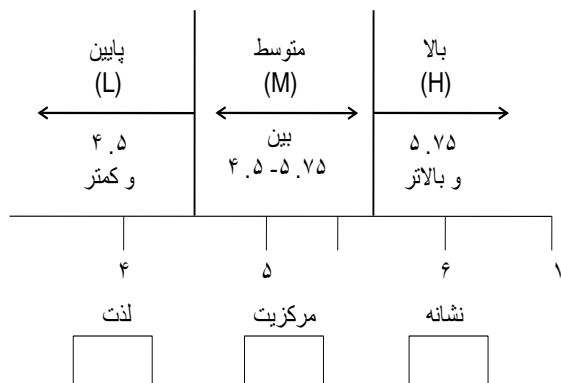 بالا
(H)
متوسط
(M)
پایین
(L)
۵.۷۵
و بالاتر
بین
۴.۵-۵.۷۵
۴.۵
و کمتر
۴
۵
۶
۷
نشانه
مرکزیت
لذت